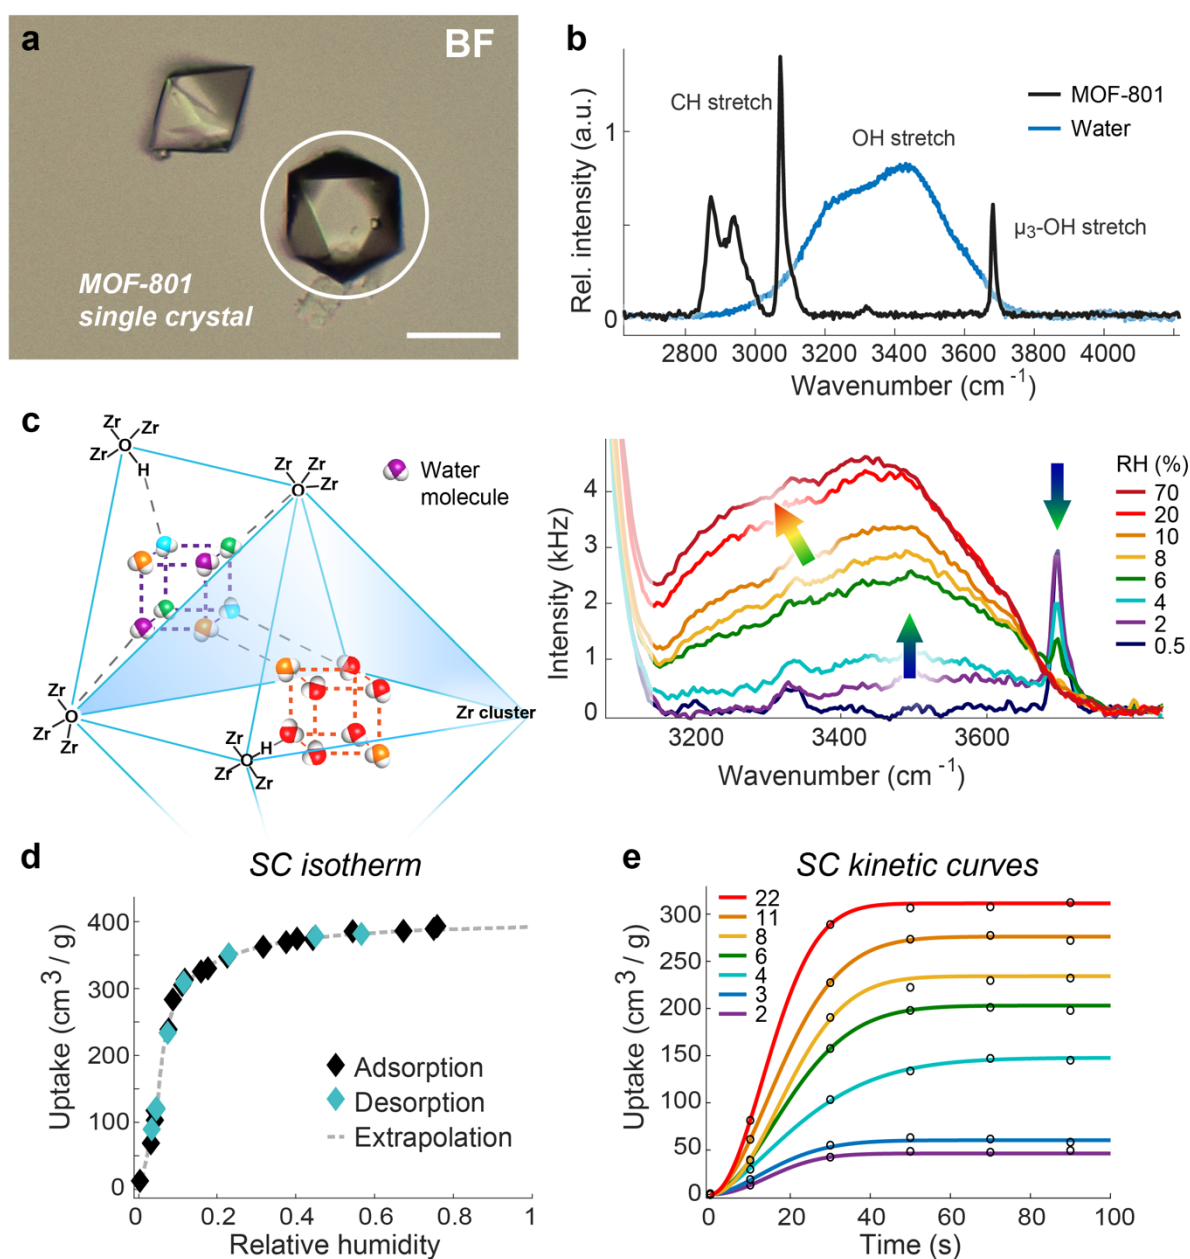 a
BF
MOF-801
single crystal
b
Rel. intensity (a.u.)
1
0
CH stretch
OH stretch
μ₃-OH stretch
MOF-801
Water
2800 3000 3200 3400 3600 3800 4000
Wavenumber (cm⁻¹)
c
Zr
Zr
Zr
O
H
Zr
Zr
O
Zr
Water
molecule
Zr
Zr
O
Zr
Zr
Zr
O
H
Zr
Zr
Zr cluster
Intensity (kHz)
4
3
2
1
0
3200 3400 3600
Wavenumber (cm⁻¹)
RH (%)
70
20
10
8
6
4
2
0.5
d
SC isotherm
Uptake (cm³ / g)
400
300
200
100
0
Adsorption
Desorption
Extrapolation
0 0.2 0.4 0.6 0.8 1
Relative humidity
e
SC kinetic curves
Uptake (cm³ / g)
300
250
200
150
100
50
0
22
11
8
6
4
3
2
0 20 40 60 80 100
Time (s)